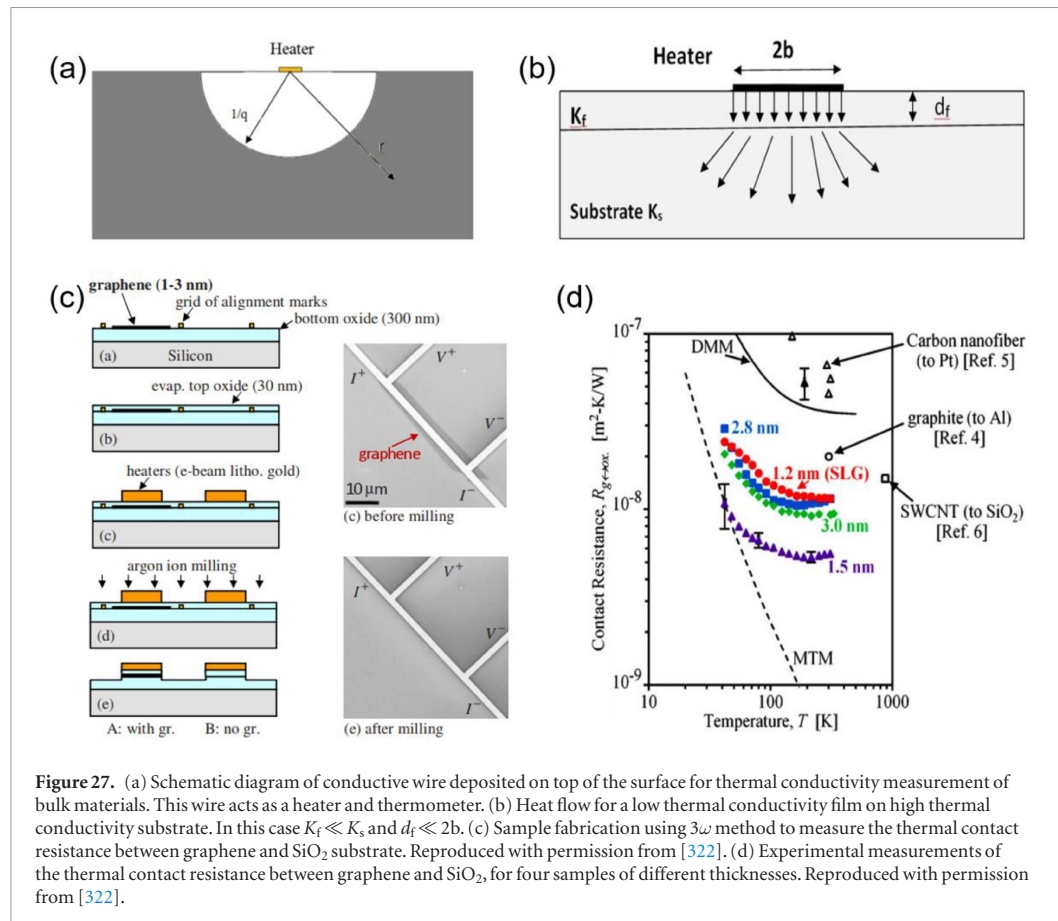 (a)
Heater
1/q
r
(b)
Heater
2b
K_f
d_f
Substrate K_s
(c)
graphene (1-3 nm)
grid of alignment marks
bottom oxide (300 nm)
Silicon
(a)
evap. top oxide (30 nm)
(b)
heaters (e-beam litho. gold)
(c)
argon ion milling
(d)
(e)
A: with gr.
B: no gr.
I⁺
V⁺
V⁻
graphene
10 μm
I⁻
(c) before milling
I⁺
V⁺
V⁻
I⁻
(e) after milling
(d)
Contact Resistance, R_g↔ox. [m²-K/W]
10⁻⁷
10⁻⁸
10⁻⁹
DMM
Carbon nanofiber
(to Pt) [Ref. 5]
graphite (to Al)
[Ref. 4]
2.8 nm
1.2 nm (SLG)
SWCNT (to SiO₂)
[Ref. 6]
3.0 nm
1.5 nm
MTM
10
100
1000
Temperature, T [K]
Figure 27. (a) Schematic diagram of conductive wire deposited on top of the surface for thermal conductivity measurement of
bulk materials. This wire acts as a heater and thermometer. (b) Heat flow for a low thermal conductivity film on high thermal
conductivity substrate. In this case K_f ≪ K_s and d_f ≪ 2b. (c) Sample fabrication using 3ω method to measure the thermal contact
resistance between graphene and SiO₂ substrate. Reproduced with permission from [322]. (d) Experimental measurements of
the thermal contact resistance between graphene and SiO₂, for four samples of different thicknesses. Reproduced with permission
from [322].